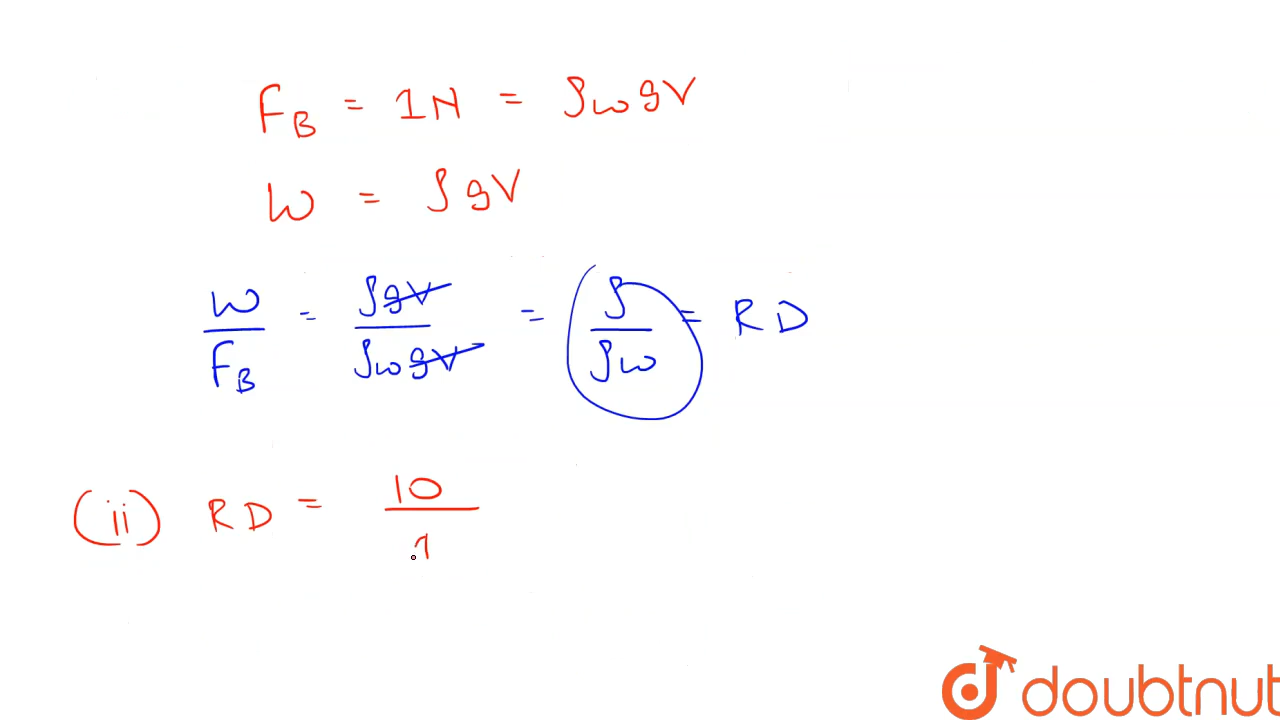 F_B = 1N = ρ_w g V
W = ρ g V
W/F_B = ρgV/ρ_w gV = ρ/ρ_w = RD
(ii) RD = 10/1
doubtnut